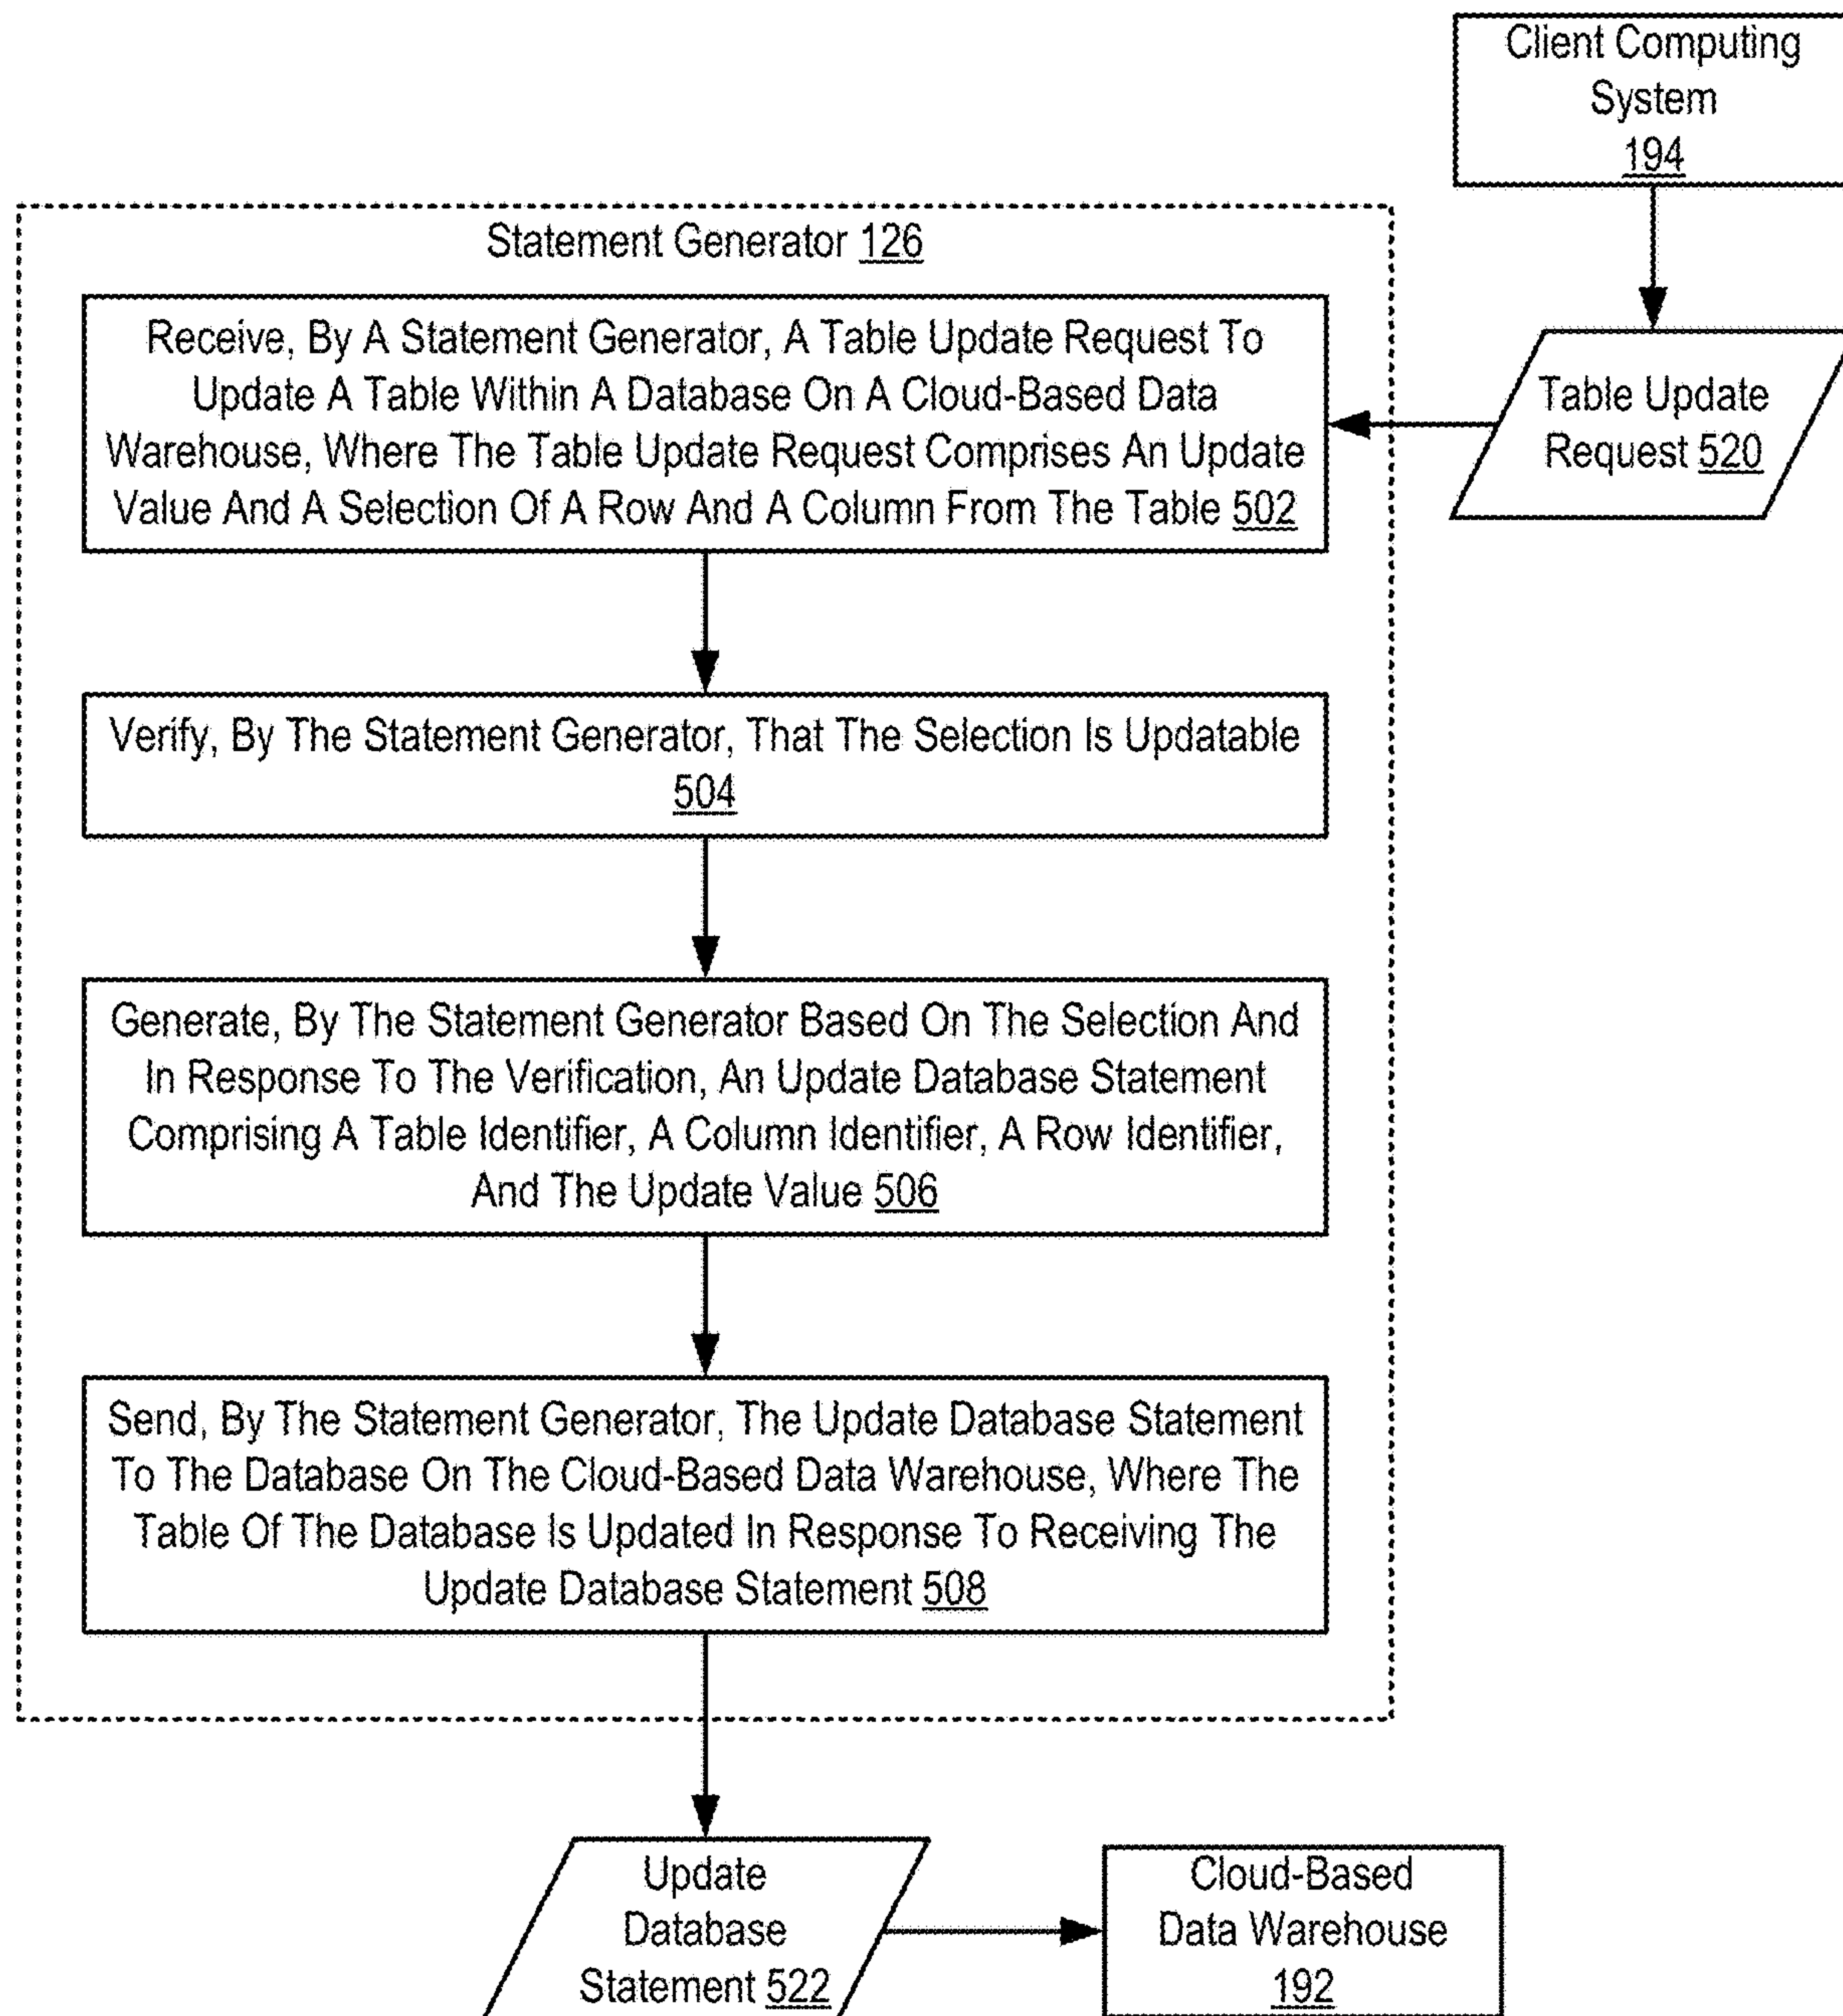 Client Computing
System
194
Statement Generator 126
Receive, By A Statement Generator, A Table Update Request To
Update A Table Within A Database On A Cloud-Based Data
Warehouse, Where The Table Update Request Comprises An Update
Value And A Selection Of A Row And A Column From The Table 502
Table Update
Request 520
Verify, By The Statement Generator, That The Selection Is Updatable
504
Generate, By The Statement Generator Based On The Selection And
In Response To The Verification, An Update Database Statement
Comprising A Table Identifier, A Column Identifier, A Row Identifier,
And The Update Value 506
Send, By The Statement Generator, The Update Database Statement
To The Database On The Cloud-Based Data Warehouse, Where The
Table Of The Database Is Updated In Response To Receiving The
Update Database Statement 508
Update
Database
Statement 522
Cloud-Based
Data Warehouse
192